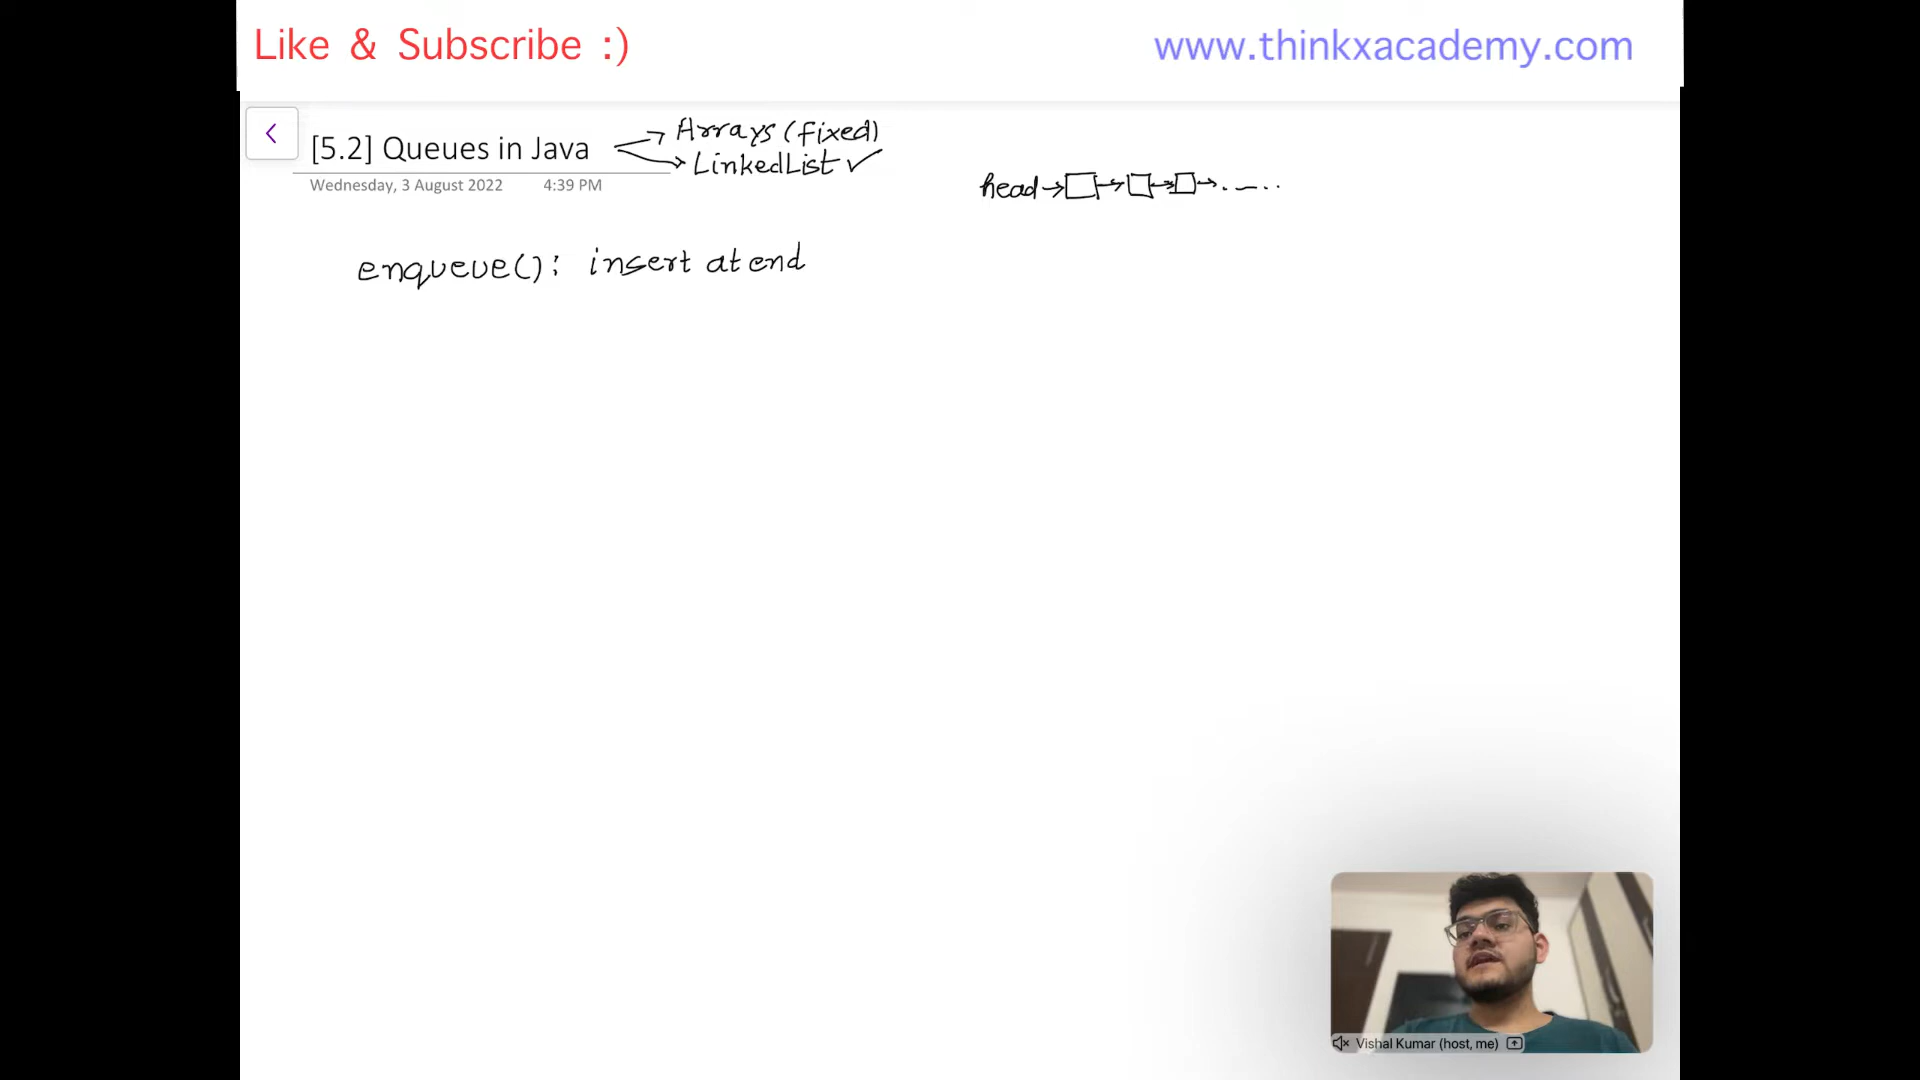 Like & Subscribe :)
www.thinkxacademy.com
[5.2] Queues in Java
Arrays (fixed)
LinkedList ✓
Wednesday, 3 August 2022 4:39 PM
head → → → → . — . .
enqueue(): insert at end
Vishal Kumar (host, me)